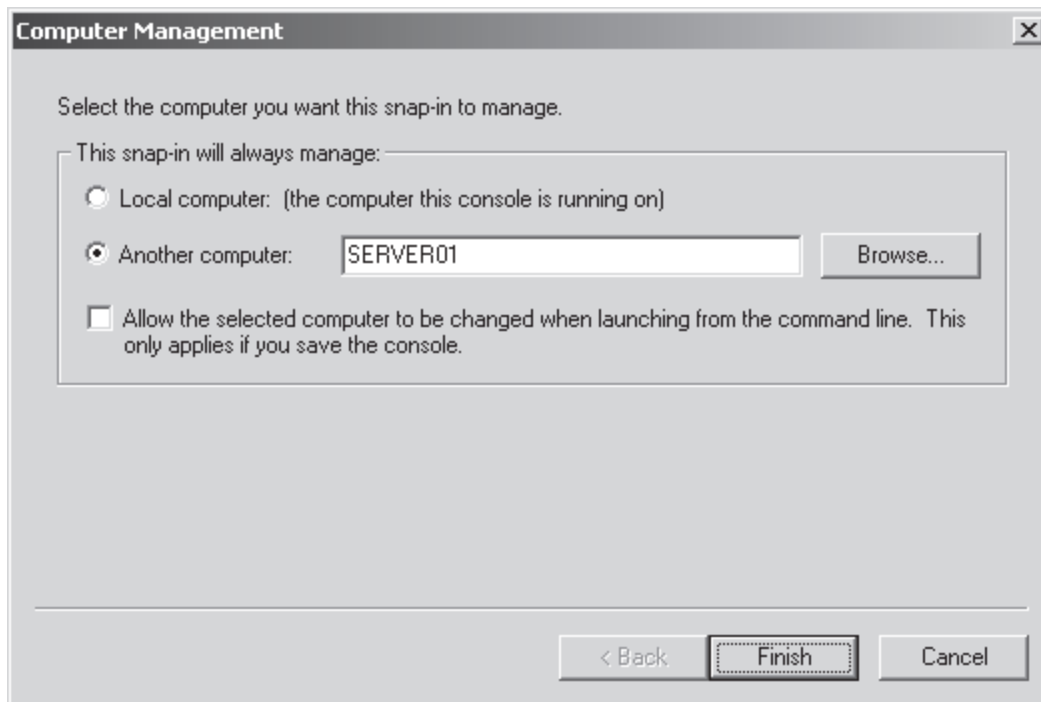 Computer Management
Select the computer you want this snap-in to manage.
This snap-in will always manage:
Local computer: (the computer this console is running on)
Another computer: SERVER01 Browse...
Allow the selected computer to be changed when launching from the command line. This
only applies if you save the console.
< Back Finish Cancel